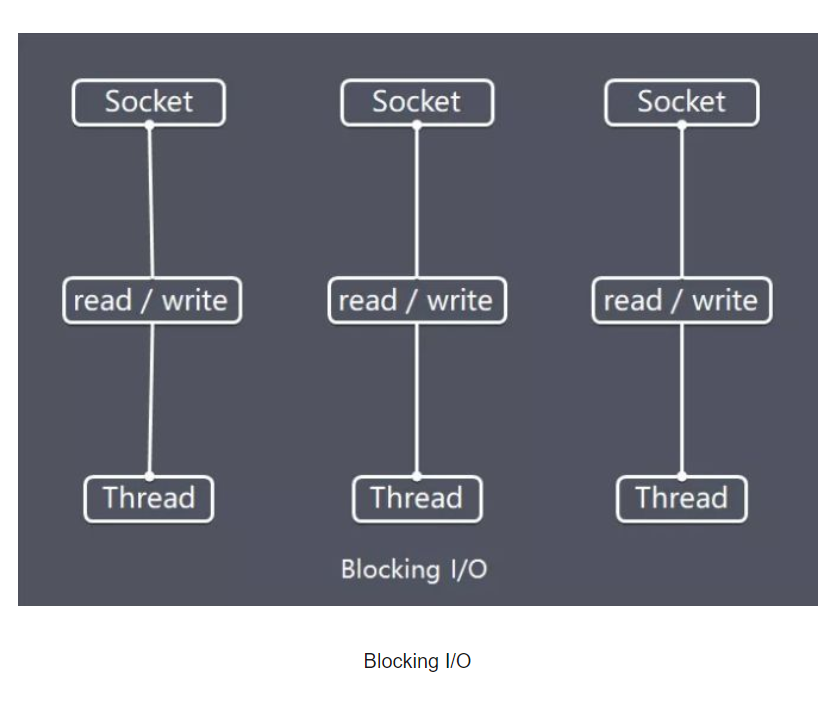 Socket Socket Socket
read / write read / write read / write
Thread Thread Thread
Blocking I/O
Blocking I/O